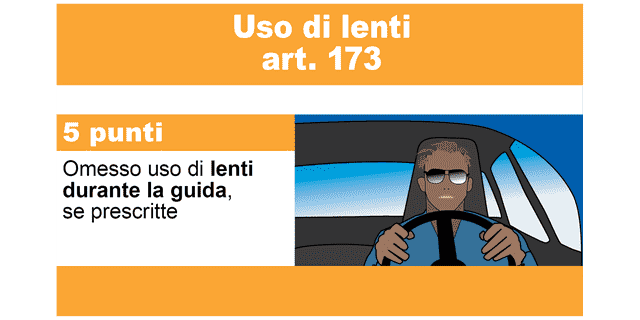 Uso di lenti
art. 173
5 punti
Omesso uso di lenti
durante la guida,
se prescritte